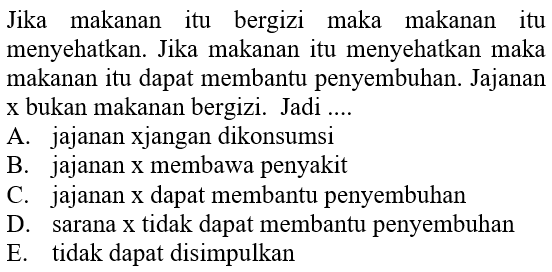 Jika makanan itu bergizi maka makanan itu
menyehatkan. Jika makanan itu menyehatkan maka
makanan itu dapat membantu penyembuhan. Jajanan
x bukan makanan bergizi. Jadi ....
A. jajanan xjangan dikonsumsi
B. jajanan x membawa penyakit
C. jajanan x dapat membantu penyembuhan
D. sarana x tidak dapat membantu penyembuhan
E. tidak dapat disimpulkan